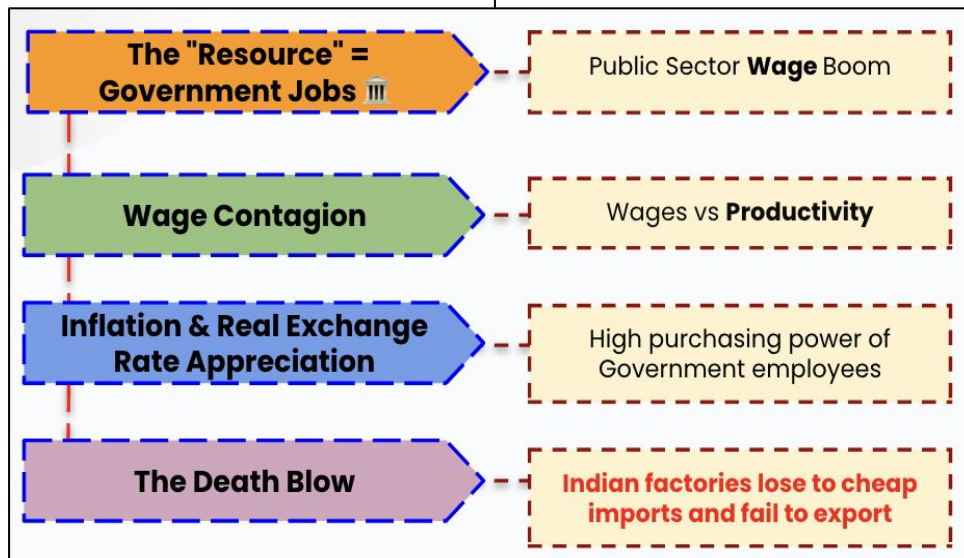 The "Resource" =
Government Jobs 🏛️
Public Sector Wage Boom
Wage Contagion
Wages vs Productivity
Inflation & Real Exchange
Rate Appreciation
High purchasing power of
Government employees
The Death Blow
Indian factories lose to cheap
imports and fail to export